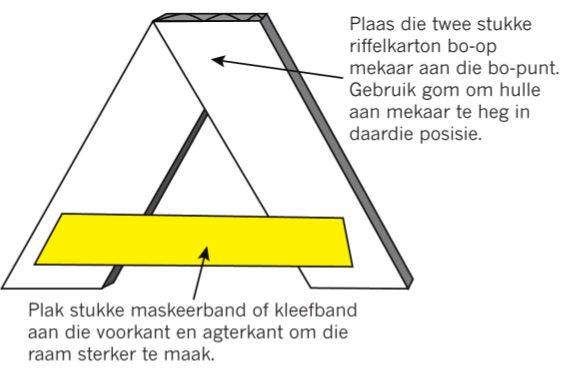 Plaas die twee stukke
riffelkarton bo-op
mekaar aan die bo-punt.
Gebruik gom om hulle
aan mekaar te heg in
daardie posisie.
Plak stukke maskeerband of kleefband
aan die voorkant en agterkant om die
raam sterker te maak.